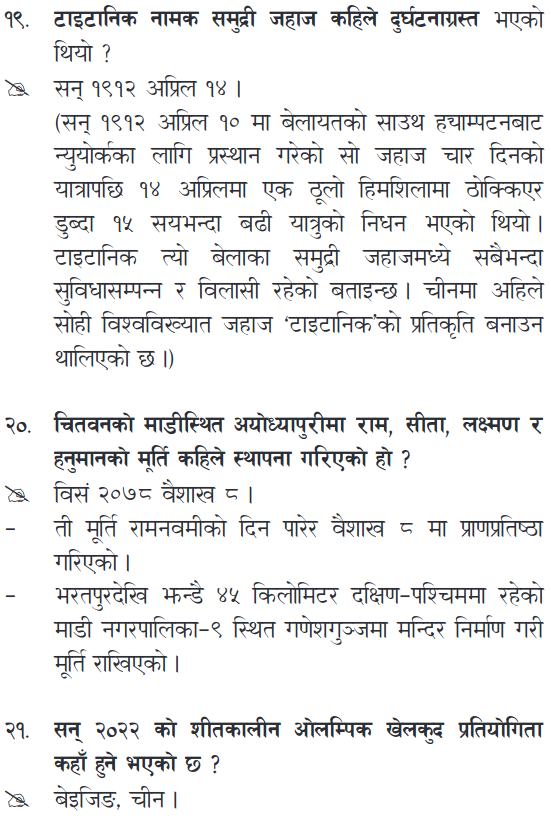 १९. टाइटानिक नामक समुद्री जहाज कहिले दुर्घटनाग्रस्त भएको
थियो ?
सन् १९१२ अप्रिल १४ ।
(सन् १९१२ अप्रिल १० मा बेलायतको साउथ ह्याम्पटनबाट
न्युयोर्कका लागि प्रस्थान गरेको सो जहाज चार दिनको
यात्रापछि १४ अप्रिलमा एक ठूलो हिमशिलामा ठोक्किएर
डुब्दा १५ सयभन्दा बढी यात्रुको निधन भएको थियो ।
टाइटानिक त्यो बेलाका समुद्री जहाजमध्ये सबैभन्दा
सुविधासम्पन्न र विलासी रहेको बताइन्छ । चीनमा अहिले
सोही विश्वविख्यात जहाज ‘टाइटानिक’को प्रतिकृति बनाउन
थालिएको छ ।)
२०. चितवनको माडीस्थित अयोध्यापुरीमा राम, सीता, लक्ष्मण र
हनुमानको मूर्ति कहिले स्थापना गरिएको हो ?
विसं २०७८ वैशाख ८ ।
– ती मूर्ति रामनवमीको दिन पारेर वैशाख ८ मा प्राणप्रतिष्ठा
गरिएको ।
– भरतपुरदेखि झन्डै ४५ किलोमिटर दक्षिण–पश्चिममा रहेको
माडी नगरपालिका–९ स्थित गणेशगुञ्जमा मन्दिर निर्माण गरी
मूर्ति राखिएको ।
२१. सन् २०२२ को शीतकालीन ओलम्पिक खेलकुद प्रतियोगिता
कहाँ हुने भएको छ ?
बेइजिङ, चीन ।